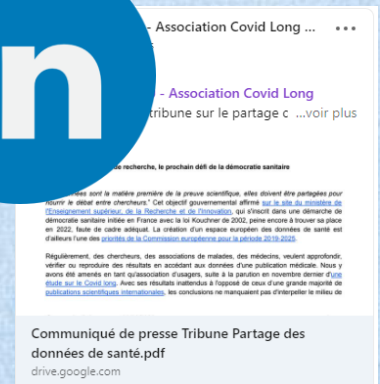 n
- Association Covid Long ...
- Association Covid Long
tribune sur le partage c ...voir plus
de recherche, le prochain défi de la démocratie sanitaire
sont la matière première de la preuve scientifique, elles doivent être partagées pour
nourrir le débat entre chercheurs." Cet objectif gouvernemental affirmé sur le site du ministère de
l'Enseignement supérieur, de la Recherche et de l'Innovation, qui s'inscrit dans une démarche de
démocratie sanitaire initiée en France avec la loi Kouchner de 2002, peine encore à trouver sa place
en 2022, faute de cadre adéquat. La création d'un espace européen des données de santé est
d'ailleurs l'une des priorités de la Commission européenne pour la période 2019-2025.
Régulièrement, des chercheurs, des associations de malades, des médecins, veulent approfondir,
vérifier ou reproduire des résultats en accédant aux données d'une publication médicale. Nous y
avons été amenés en tant qu'association d'usagers, suite à la parution en novembre dernier d'une
étude sur le Covid long. Avec ses résultats inattendus à l'opposé de ceux d'une grande majorité de
publications scientifiques internationales, les conclusions ne manquaient pas d'interpeller le milieu de
Communiqué de presse Tribune Partage des
données de santé.pdf
drive.google.com